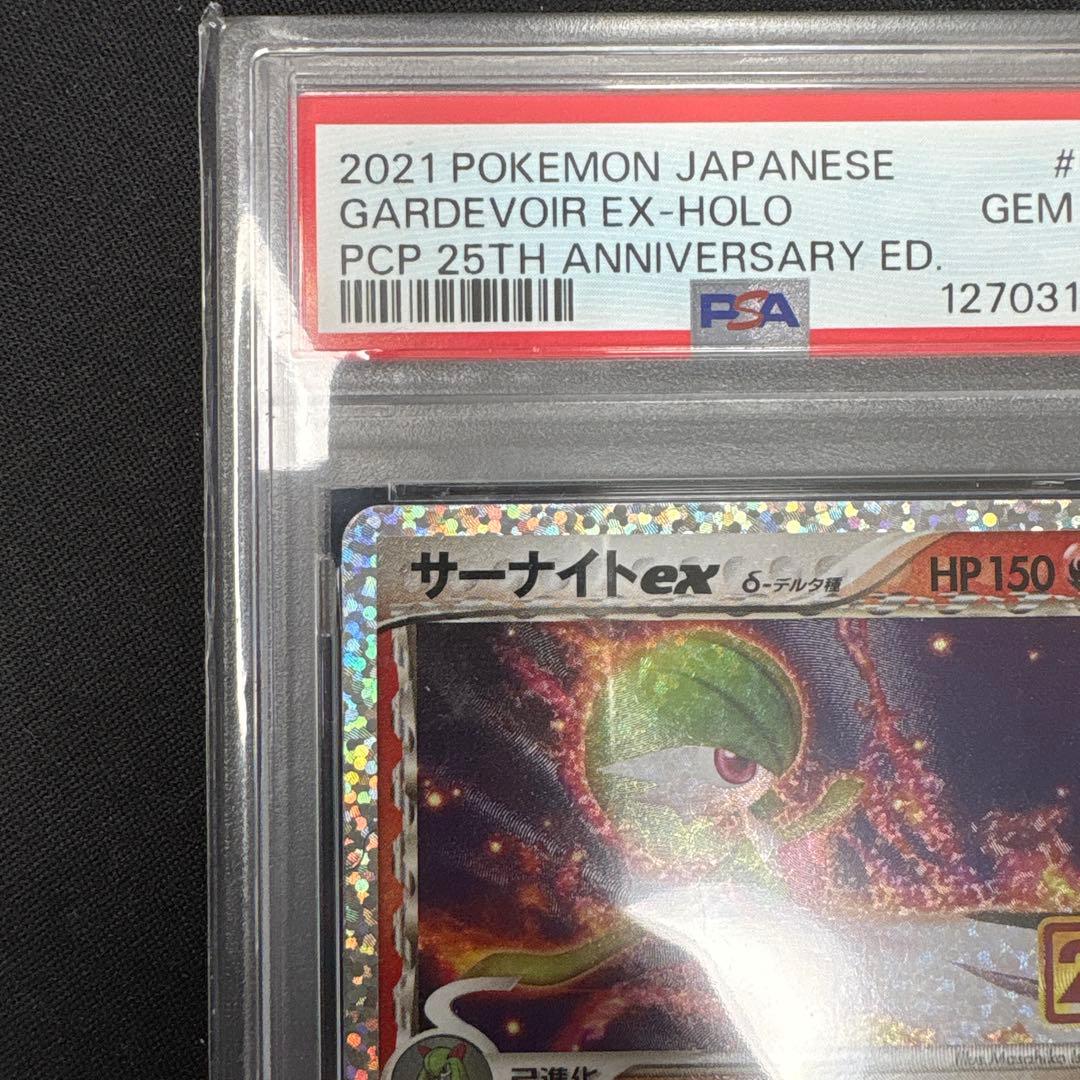 2021 POKEMON JAPANESE #
GARDEVOIR EX-HOLO GEM
PCP 25TH ANNIVERSARY ED.
PSA 127031
サーナイトex δ-デルタ種 HP150
2